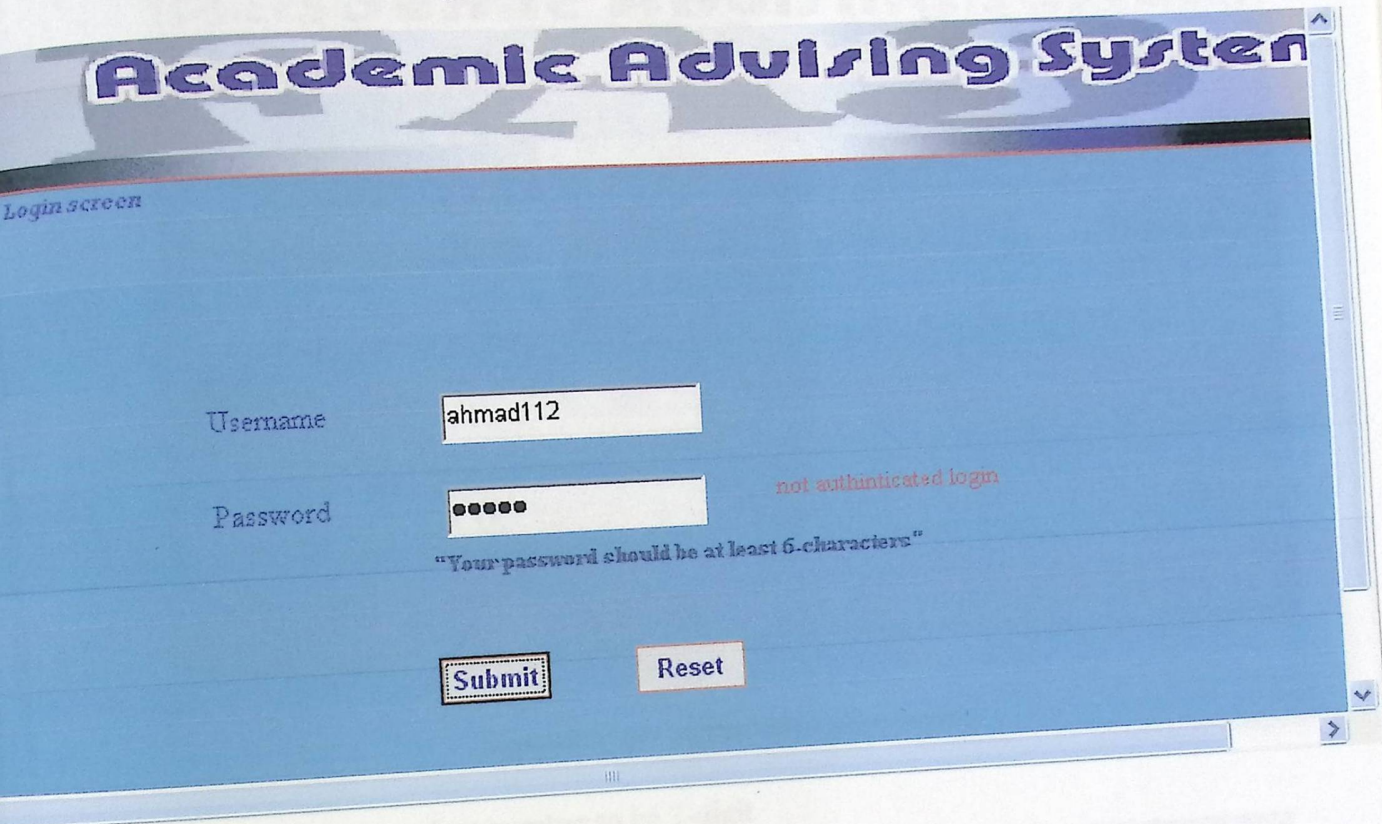 Academic Advising System
Login screen
Username
ahmad112
Password
●●●●●
not authinticated login
"Your password should be at least 6-characters"
Submit
Reset